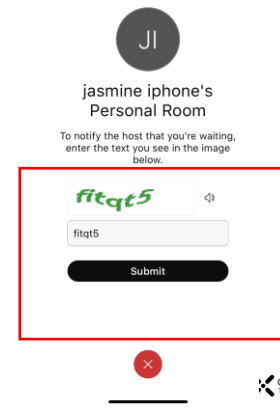 JI
jasmine iphone's
Personal Room
To notify the host that you're waiting,
enter the text you see in the image
below.
fitqt5
fitqt5
Submit